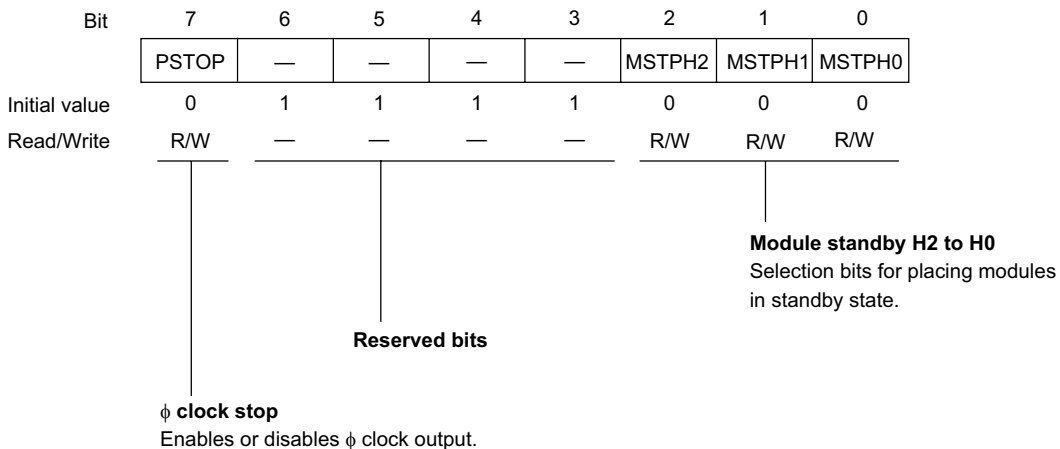 Bit 7 6 5 4 3 2 1 0
PSTOP — — — — MSTPH2 MSTPH1 MSTPH0
Initial value 0 1 1 1 1 0 0 0
Read/Write R/W — — — — R/W R/W R/W
Module standby H2 to H0
Selection bits for placing modules
in standby state.
Reserved bits
ϕ clock stop
Enables or disables ϕ clock output.